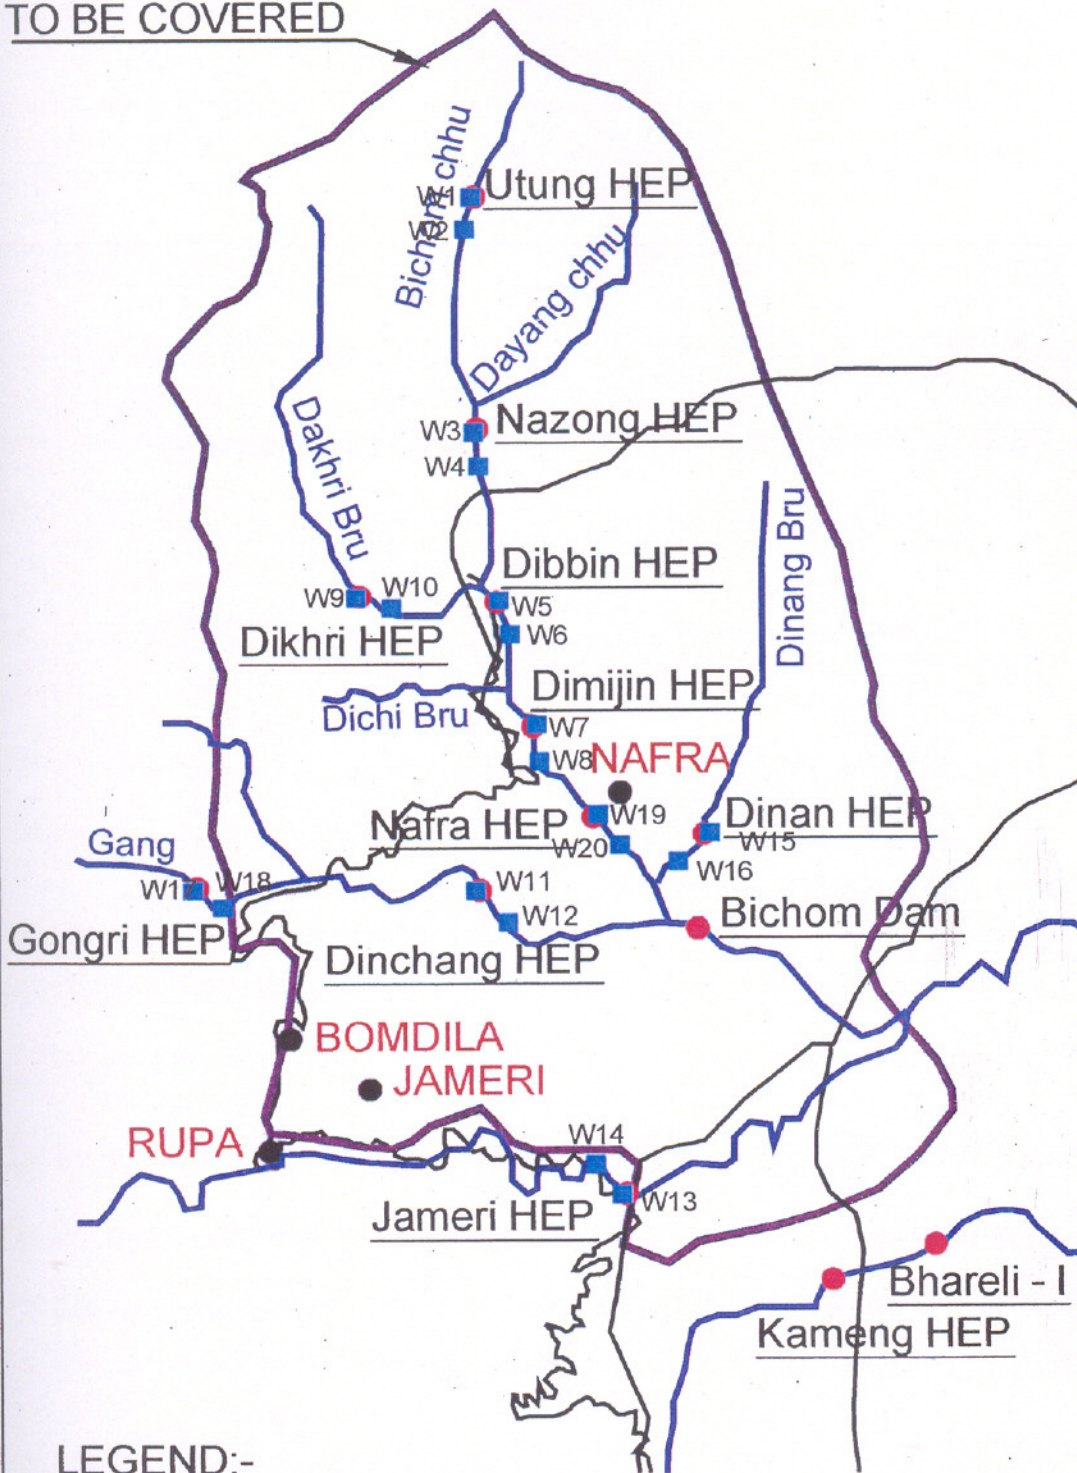 TO BE COVERED
Bichom chhu
W1
Utung HEP
W2
Dayang chhu
Dakhri Bru
W3
Nazong HEP
W4
Dinang Bru
Dibbin HEP
W9
W10
W5
Dikhri HEP
W6
Dimijin HEP
Dichi Bru
W7
W8
NAFRA
Nafra HEP
W19
Dinan HEP
W15
W20
W16
Gang
W17
W18
W11
W12
Bichom Dam
Gongri HEP
Dinchang HEP
BOMDILA
JAMERI
RUPA
W14
W13
Jameri HEP
Bhareli - I
Kameng HEP
LEGEND:-